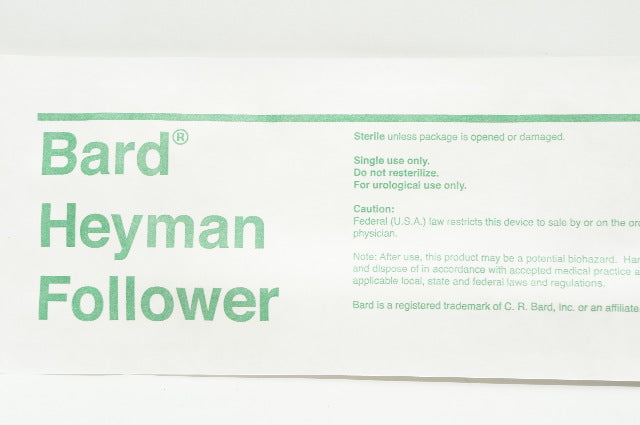 Bard®
Heyman
Follower
Sterile unless package is opened or damaged.
Single use only.
Do not resterilize.
For urological use only.
Caution:
Federal (U.S.A.) law restricts this device to sale by or on the
physician.
Note: After use, this product may be a potential biohazard.
and dispose of in accordance with accepted medical practice
applicable local, state and federal laws and regulations.
Bard is a registered trademark of C. R. Bard, Inc. or an affiliate.